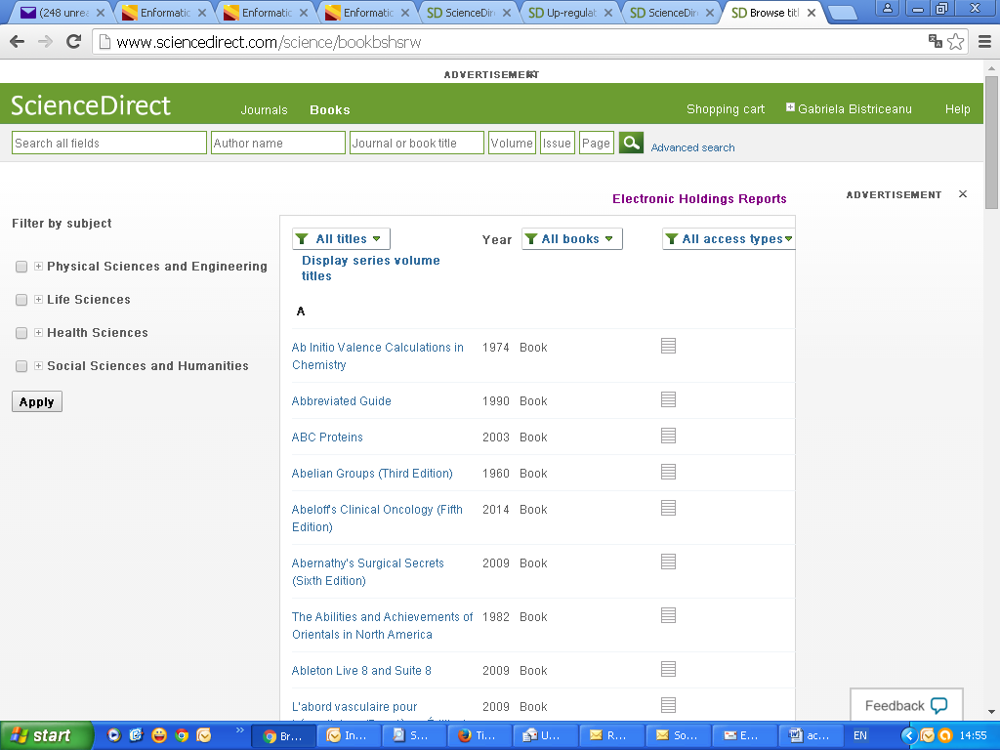 (248 unrea
Enformatic
Enformatic
Enformatic
ScienceDir
Up-regulat
ScienceDir
Browse titl
www.sciencedirect.com/science/bookbshsrw
ADVERTISEMENT
ScienceDirect
Journals
Books
Shopping cart
Gabriela Bistriceanu
Help
Search all fields
Author name
Journal or book title
Volume
Issue
Page
Advanced search
Electronic Holdings Reports
ADVERTISEMENT
Filter by subject
Physical Sciences and Engineering
Life Sciences
Health Sciences
Social Sciences and Humanities
Apply
All titles
Year
All books
All access types
Display series volume
titles
A
Ab Initio Valence Calculations in 1974 Book
Chemistry
Abbreviated Guide 1990 Book
ABC Proteins 2003 Book
Abelian Groups (Third Edition) 1960 Book
Abeloff's Clinical Oncology (Fifth 2014 Book
Edition)
Abernathy's Surgical Secrets 2009 Book
(Sixth Edition)
The Abilities and Achievements of 1982 Book
Orientals in North America
Ableton Live 8 and Suite 8 2009 Book
L'abord vasculaire pour 2009 Book
Feedback
start
Br...
In...
S...
Ti...
U...
R...
So...
E...
ac...
EN
14:55